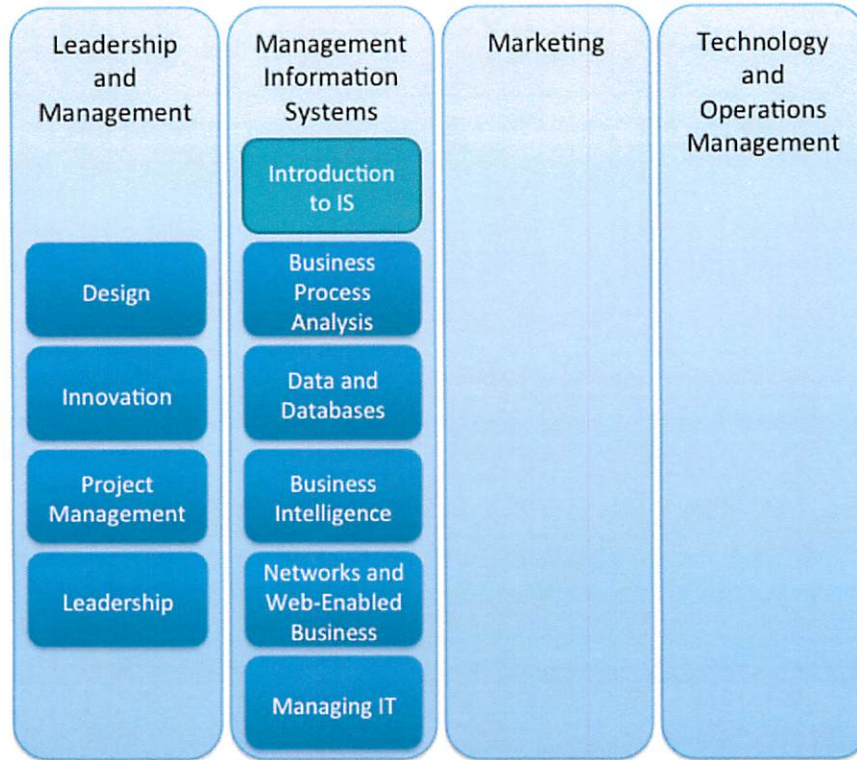 Leadership
and
Management
Design
Innovation
Project
Management
Leadership
Management
Information
Systems
Introduction
to IS
Business
Process
Analysis
Data and
Databases
Business
Intelligence
Networks and
Web-Enabled
Business
Managing IT
Marketing
Technology
and
Operations
Management